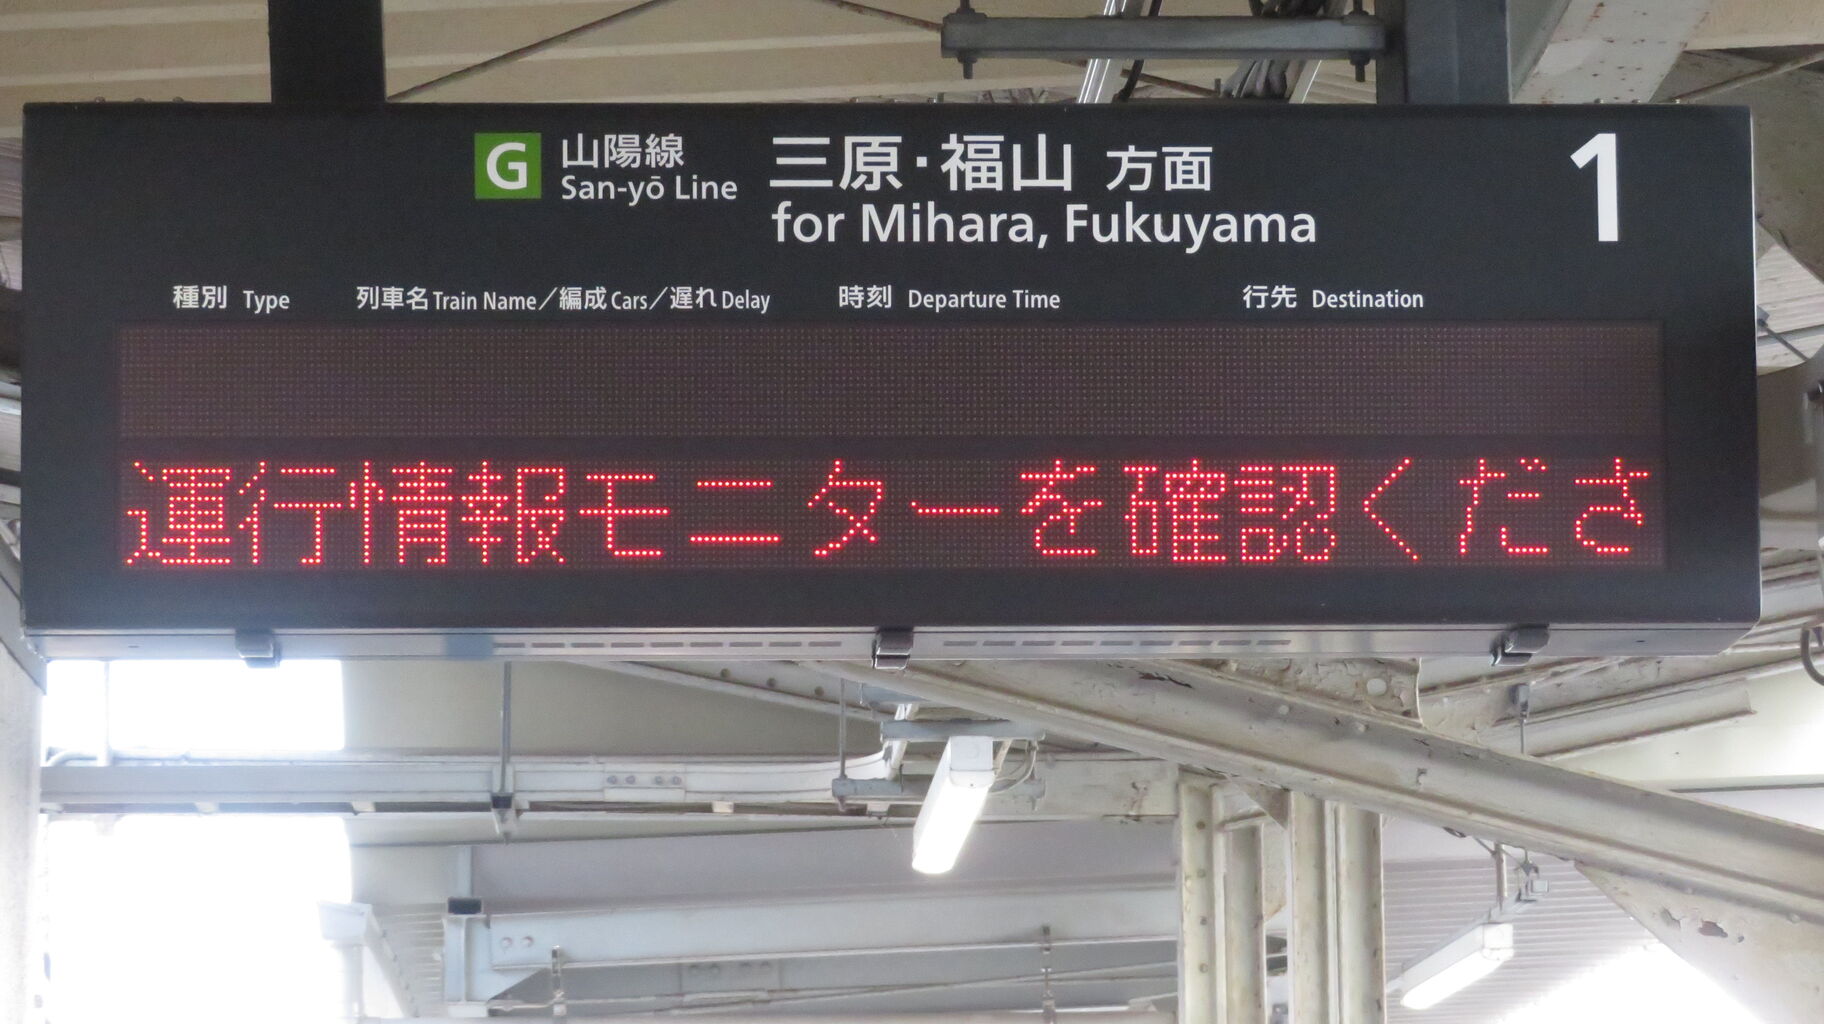 G 山陽線 三原・福山 方面 1
San-yō Line for Mihara, Fukuyama
種別 Type 列車名 Train Name／編成 Cars／遅れ Delay 時刻 Departure Time 行先 Destination
運行情報モニターを確認くださ